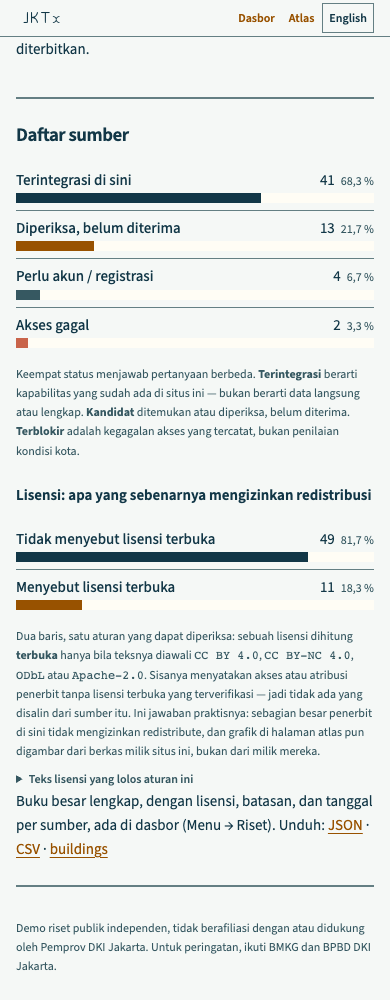 JKTx
Dasbor Atlas English
diterbitkan.
Daftar sumber
Terintegrasi di sini 41 68,3 %
Diperiksa, belum diterima 13 21,7 %
Perlu akun / registrasi 4 6,7 %
Akses gagal 2 3,3 %
Keempat status menjawab pertanyaan berbeda. Terintegrasi berarti
kapabilitas yang sudah ada di situs ini — bukan berarti data langsung
atau lengkap. Kandidat ditemukan atau diperiksa, belum diterima.
Terblokir adalah kegagalan akses yang tercatat, bukan penilaian
kondisi kota.
Lisensi: apa yang sebenarnya mengizinkan redistribusi
Tidak menyebut lisensi terbuka 49 81,7 %
Menyebut lisensi terbuka 11 18,3 %
Dua baris, satu aturan yang dapat diperiksa: sebuah lisensi dihitung
terbuka hanya bila teksnya diawali CC BY 4.0, CC BY-NC 4.0,
ODbL atau Apache-2.0. Sisanya menyatakan akses atau atribusi
penerbit tanpa lisensi terbuka yang terverifikasi — jadi tidak ada yang
disalin dari sumber itu. Ini jawaban praktisnya: sebagian besar penerbit
di sini tidak mengizinkan redistribute, dan grafik di halaman atlas pun
digambar dari berkas milik situs ini, bukan dari milik mereka.
▶ Teks lisensi yang lolos aturan ini
Buku besar lengkap, dengan lisensi, batasan, dan tanggal
per sumber, ada di dasbor (Menu → Riset). Unduh: JSON ·
CSV · buildings
Demo riset publik independen, tidak berafiliasi dengan atau didukung
oleh Pemprov DKI Jakarta. Untuk peringatan, ikuti BMKG dan BPBD DKI
Jakarta.